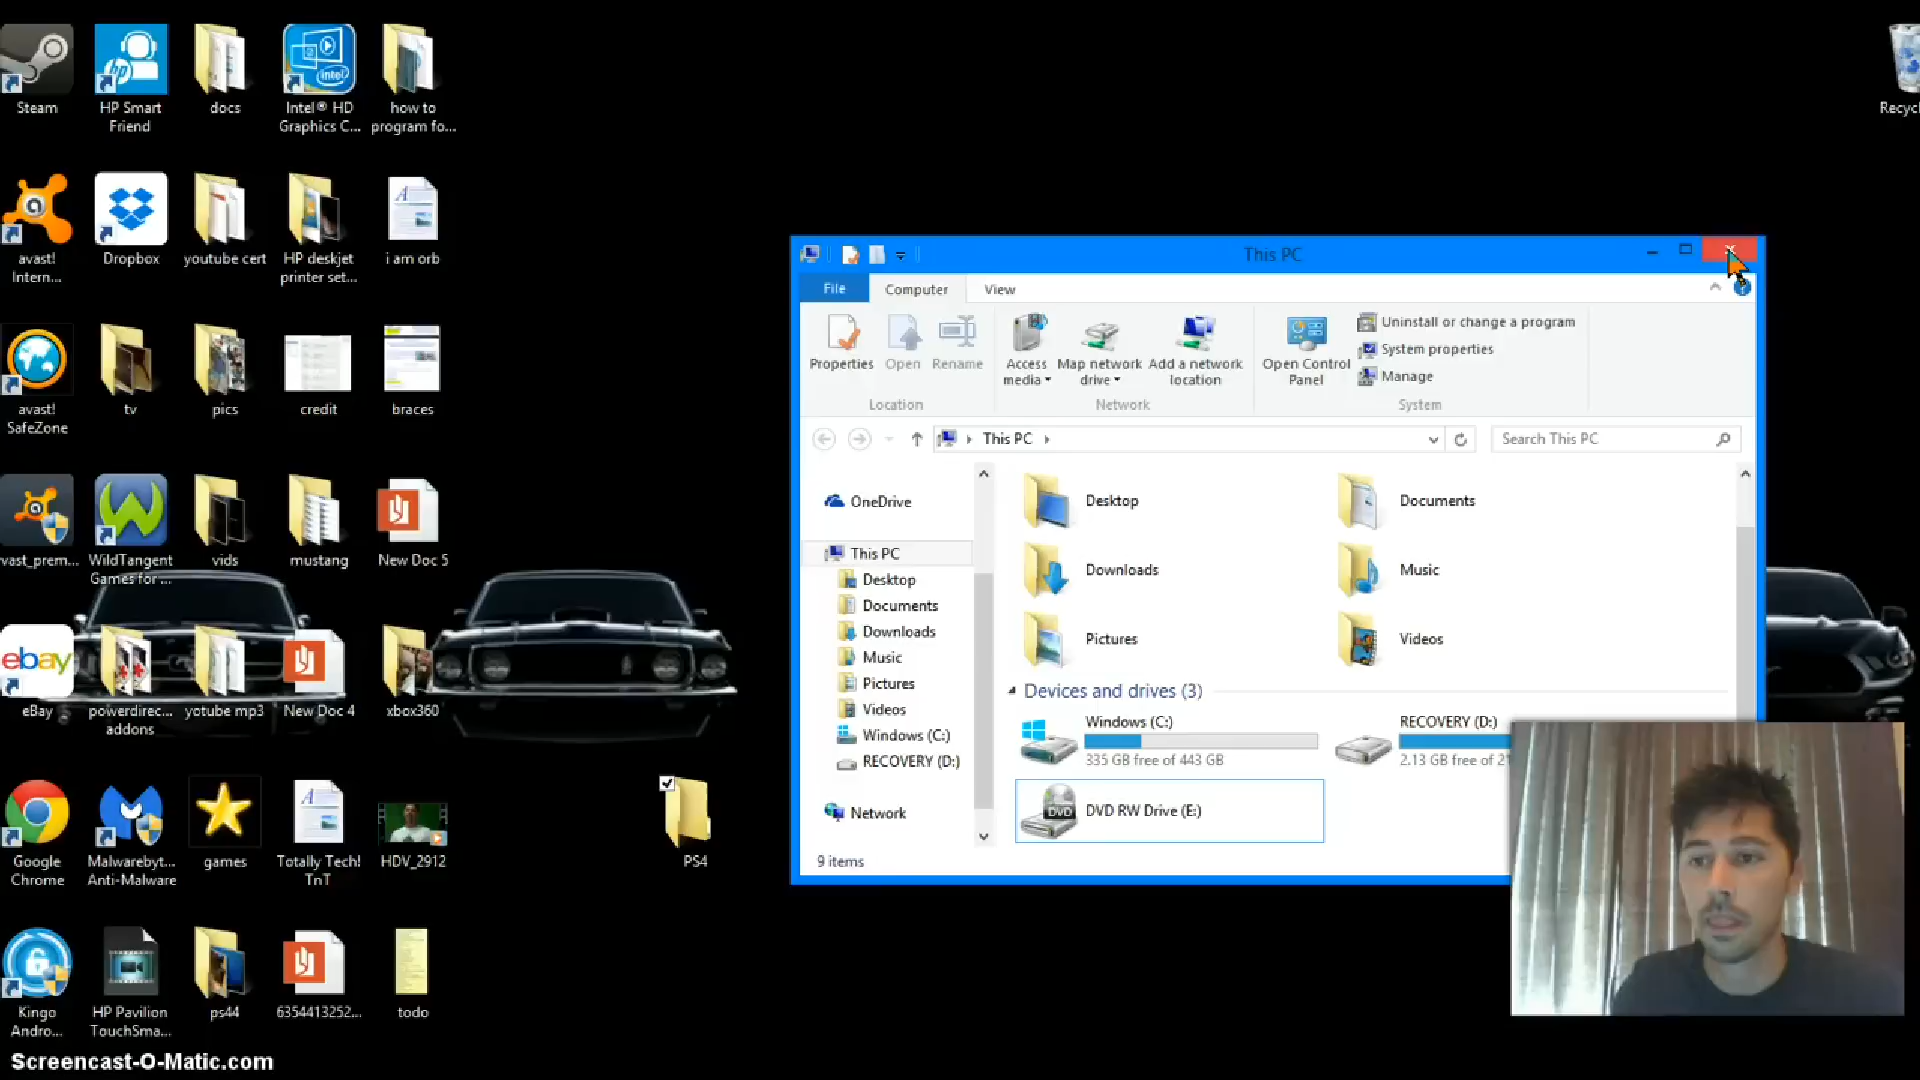 Steam
HP Smart
Friend
docs
Intel® HD
Graphics C...
how to
program fo...
Recycl
avast!
Intern...
Dropbox
youtube cert
HP deskjet
printer set...
i am orb
avast!
SafeZone
tv
pics
credit
braces
vast_prem...
WildTangent
Games for ...
vids
mustang
New Doc 5
ebay
eBay
powerdirec...
addons
yotube mp3
New Doc 4
xbox360
Google
Chrome
Malwarebyt...
Anti-Malware
games
Totally Tech!
TnT
HDV_2912
PS4
Kingo
Andro...
HP Pavilion
TouchSma...
ps44
6354413252...
todo
This PC
File
Computer
View
Properties
Open
Rename
Location
Access
media
Map network
drive
Add a network
location
Network
Open Control
Panel
Uninstall or change a program
System properties
Manage
System
This PC
Search This PC
OneDrive
This PC
Desktop
Documents
Downloads
Music
Pictures
Videos
Windows (C:)
RECOVERY (D:)
Network
Desktop
Documents
Downloads
Music
Pictures
Videos
Devices and drives (3)
Windows (C:)
335 GB free of 443 GB
RECOVERY (D:)
2.13 GB free of 2
DVD
DVD RW Drive (E:)
9 items
Screencast-O-Matic.com